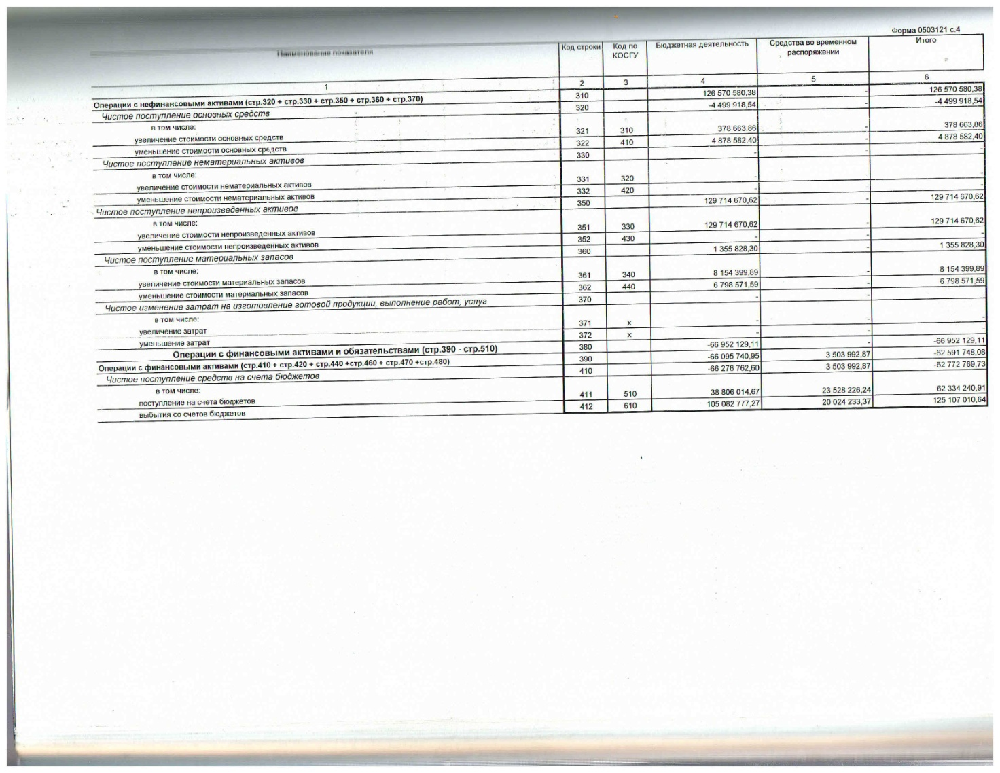 Форма 0503121 с.4
Наименование показателя Код строки Код по КОСГУ Бюджетная деятельность Средства во временном распоряжении Итого
1 2 3 4 5 6
Операции с нефинансовыми активами (стр.320 + стр.330 + стр.350 + стр.360 + стр.370) 310 126 570 580,38 - 126 570 580,38
Чистое поступление основных средств 320 -4 499 918,54 - -4 499 918,54
в том числе:
увеличение стоимости основных средств 321 310 378 663,86 - 378 663,86
уменьшение стоимости основных средств 322 410 4 878 582,40 - 4 878 582,40
Чистое поступление нематериальных активов 330 - - -
в том числе:
увеличение стоимости нематериальных активов 331 320 - - -
уменьшение стоимости нематериальных активов 332 420 - - -
Чистое поступление непроизведенных активое 350 129 714 670,62 - 129 714 670,62
в том числе:
увеличение стоимости непроизведенных активов 351 330 129 714 670,62 - 129 714 670,62
уменьшение стоимости непроизведенных активов 352 430 - - -
Чистое поступление материальных запасов 360 1 355 828,30 - 1 355 828,30
в том числе:
увеличение стоимости материальных запасов 361 340 8 154 399,89 - 8 154 399,89
уменьшение стоимости материальных запасов 362 440 6 798 571,59 - 6 798 571,59
Чистое изменение затрат на изготовление готовой продукции, выполнение работ, услуг 370 - - -
в том числе:
увеличение затрат 371 х - - -
уменьшение затрат 372 х - - -
Операции с финансовыми активами и обязательствами (стр.390 - стр.510) 380 -66 952 129,11 - -66 952 129,11
Операции с финансовыми активами (стр.410 + стр.420 + стр.440 +стр.460 + стр.470 +стр.480) 390 -66 095 740,95 3 503 992,87 -62 591 748,08
Чистое поступление средств на счета бюджетов 410 -66 276 762,60 3 503 992,87 -62 772 769,73
в том числе:
поступление на счета бюджетов 411 510 38 806 014,67 23 528 226,24 62 334 240,91
выбытия со счетов бюджетов 412 610 105 082 777,27 20 024 233,37 125 107 010,64